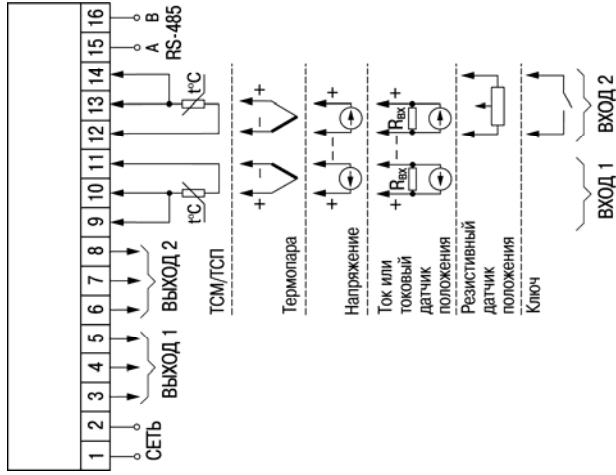 1 2 3 4 5 6 7 8 9 10 11 12 13 14 15 16
СЕТЬ
ВЫХОД 1
ВЫХОД 2
A B
RS-485
t°C
t°C
ТСМ/ТСП
+ – – +
Термопара
+ – +
Напряжение
+ – +
Rвх
Rвх
Ток или
токовый
датчик
положения
Резистивный
датчик
положения
Ключ
ВХОД 1
ВХОД 2